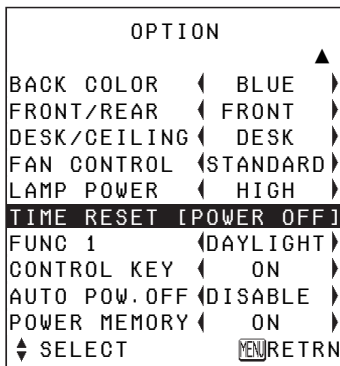 OPTION
BACK COLOR BLUE
FRONT/REAR FRONT
DESK/CEILING DESK
FAN CONTROL STANDARD
LAMP POWER HIGH
TIME RESET [POWER OFF]
FUNC 1 DAYLIGHT
CONTROL KEY ON
AUTO POW.OFF DISABLE
POWER MEMORY ON
SELECT MENU RETRN